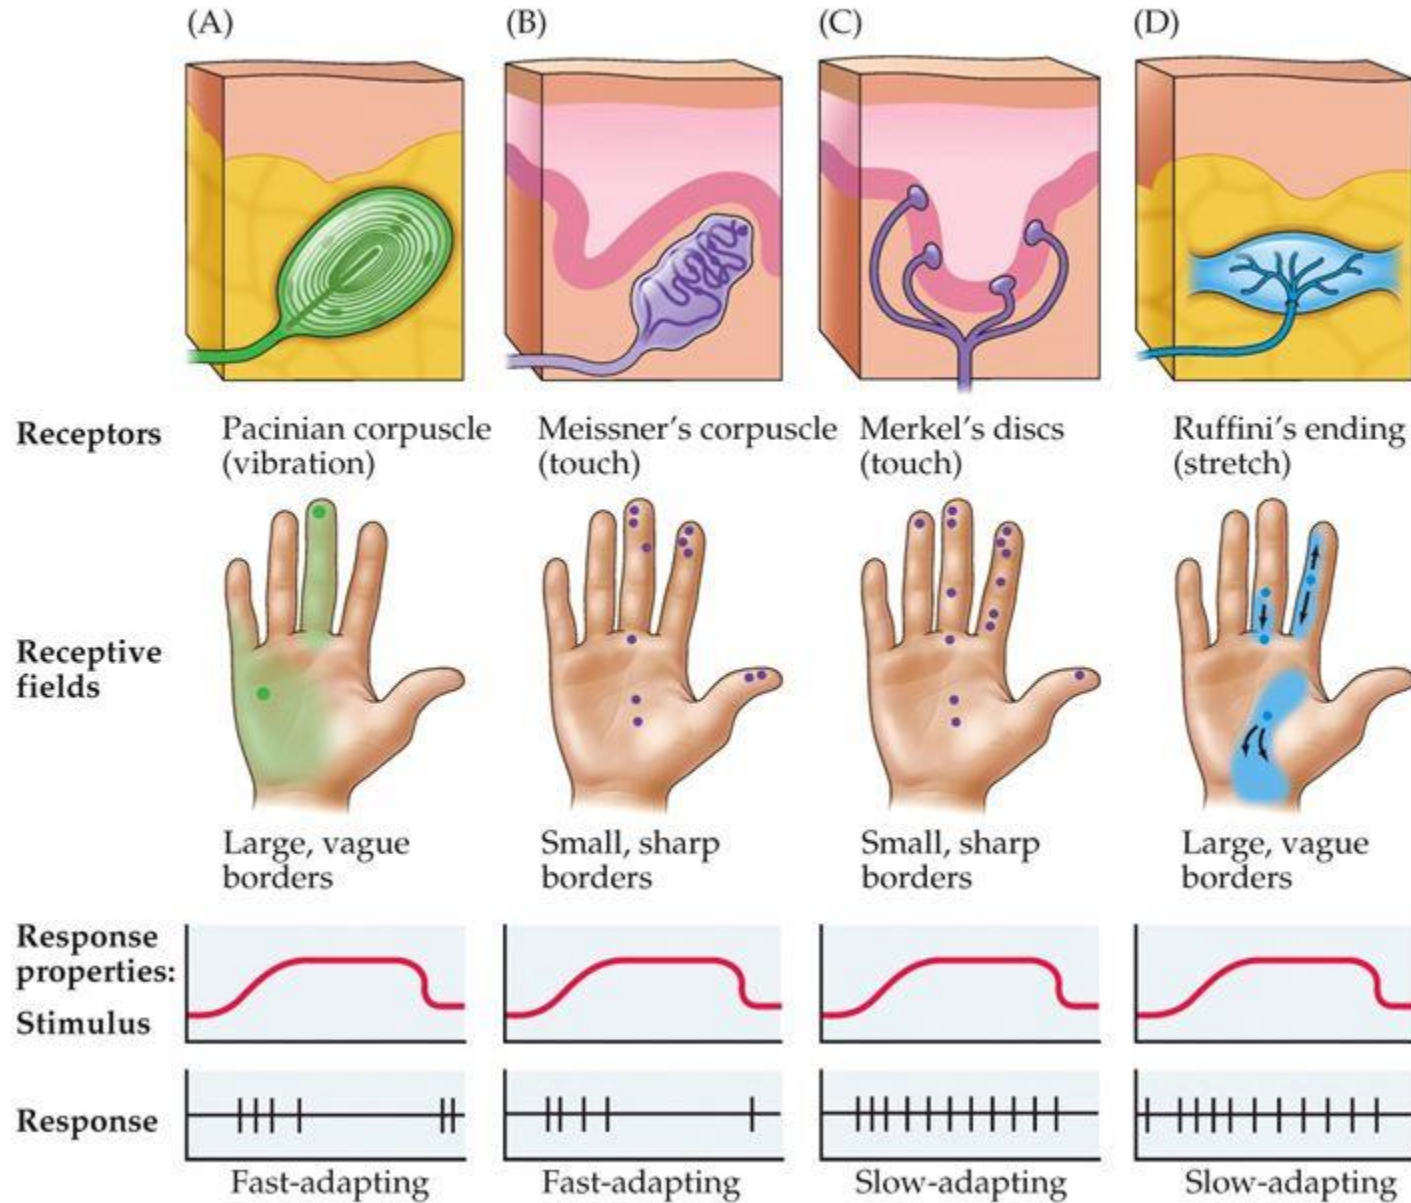 (A) (B) (C) (D)
Receptors
Pacinian corpuscle
(vibration)
Meissner's corpuscle
(touch)
Merkel's discs
(touch)
Ruffini's ending
(stretch)
Receptive
fields
Large, vague
borders
Small, sharp
borders
Small, sharp
borders
Large, vague
borders
Response
properties:
Stimulus
Response
Fast-adapting
Fast-adapting
Slow-adapting
Slow-adapting